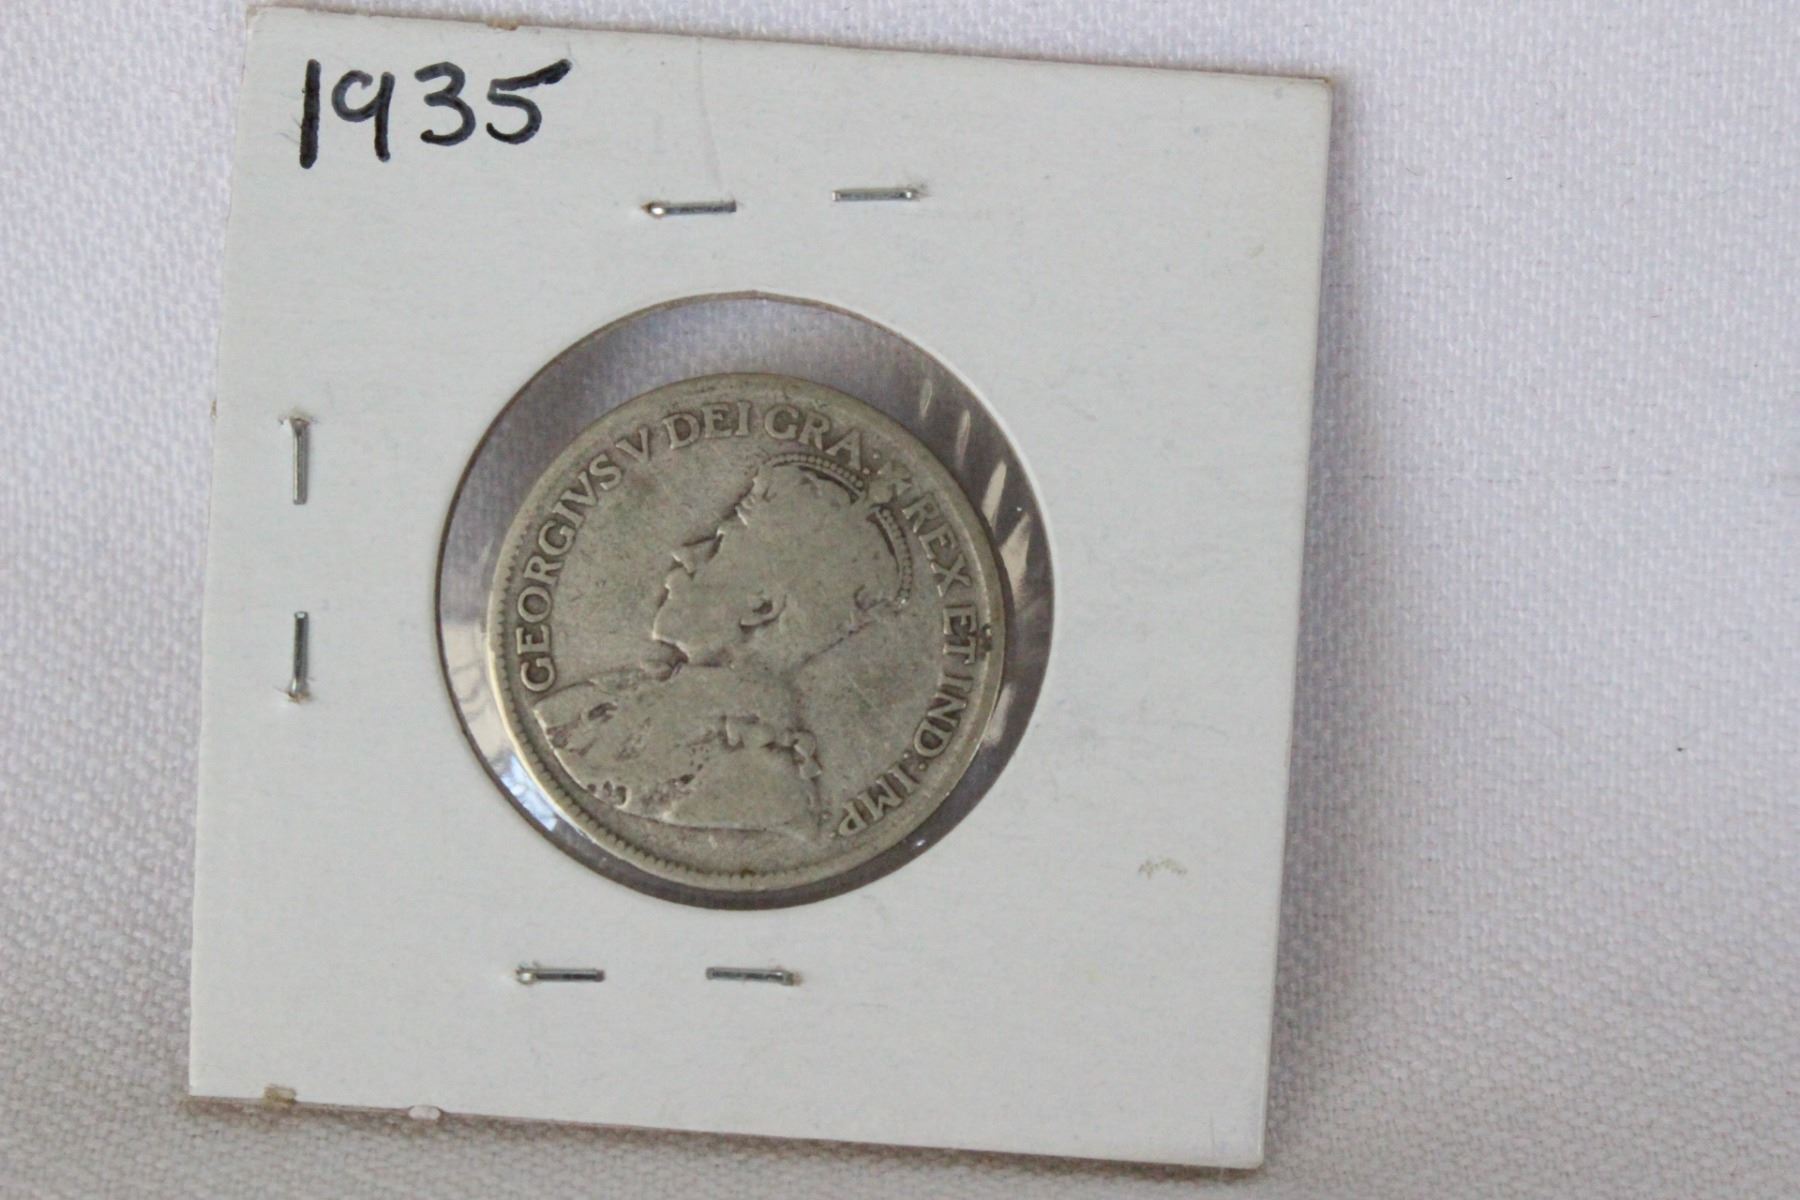 1935
GEORGIVS V DEI GRA: REX ET IND: IMP: